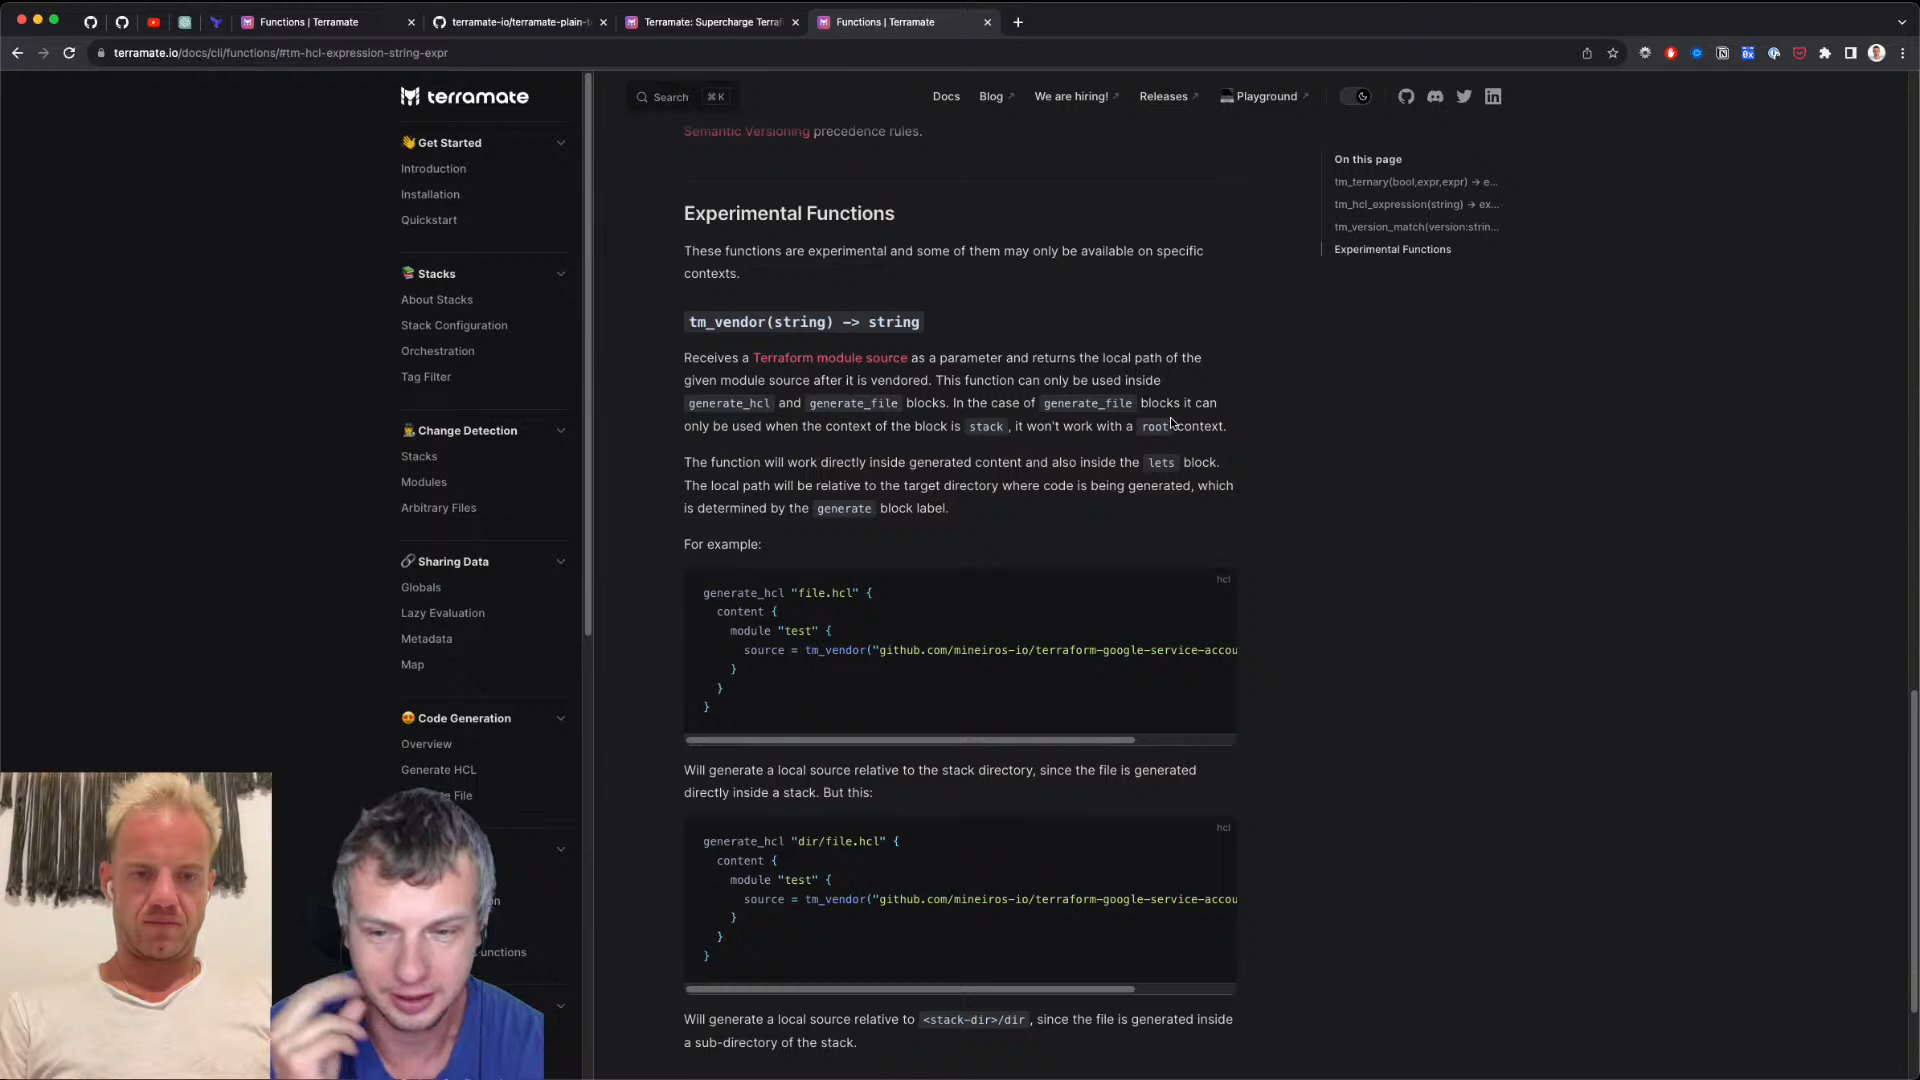 Functions | Terramate
terramate-io/terramate-plain-t
Terramate: Supercharge Terraf
Functions | Terramate
terramate.io/docs/cli/functions/#tm-hcl-expression-string-expr
terramate
👋 Get Started
Introduction
Installation
Quickstart
📚 Stacks
About Stacks
Stack Configuration
Orchestration
Tag Filter
Change Detection
Stacks
Modules
Arbitrary Files
🔗 Sharing Data
Globals
Lazy Evaluation
Metadata
Map
😍 Code Generation
Overview
Generate HCL
File
unctions
Search ⌘ K
Docs
Blog ↗
We are hiring! ↗
Releases ↗
💻 Playground ↗
Semantic Versioning precedence rules.
Experimental Functions
These functions are experimental and some of them may only be available on specific
contexts.
tm_vendor(string) -> string
Receives a Terraform module source as a parameter and returns the local path of the
given module source after it is vendored. This function can only be used inside
generate_hcl and generate_file blocks. In the case of generate_file blocks it can
only be used when the context of the block is stack , it won't work with a root context.
The function will work directly inside generated content and also inside the lets block.
The local path will be relative to the target directory where code is being generated, which
is determined by the generate block label.
For example:
hcl
generate_hcl "file.hcl" {
content {
module "test" {
source = tm_vendor("github.com/mineiros-io/terraform-google-service-accou
}
}
}
Will generate a local source relative to the stack directory, since the file is generated
directly inside a stack. But this:
hcl
generate_hcl "dir/file.hcl" {
content {
module "test" {
source = tm_vendor("github.com/mineiros-io/terraform-google-service-accou
}
}
}
Will generate a local source relative to <stack-dir>/dir , since the file is generated inside
a sub-directory of the stack.
On this page
tm_ternary(bool,expr,expr) -> e...
tm_hcl_expression(string) -> ex...
tm_version_match(version:strin...
Experimental Functions